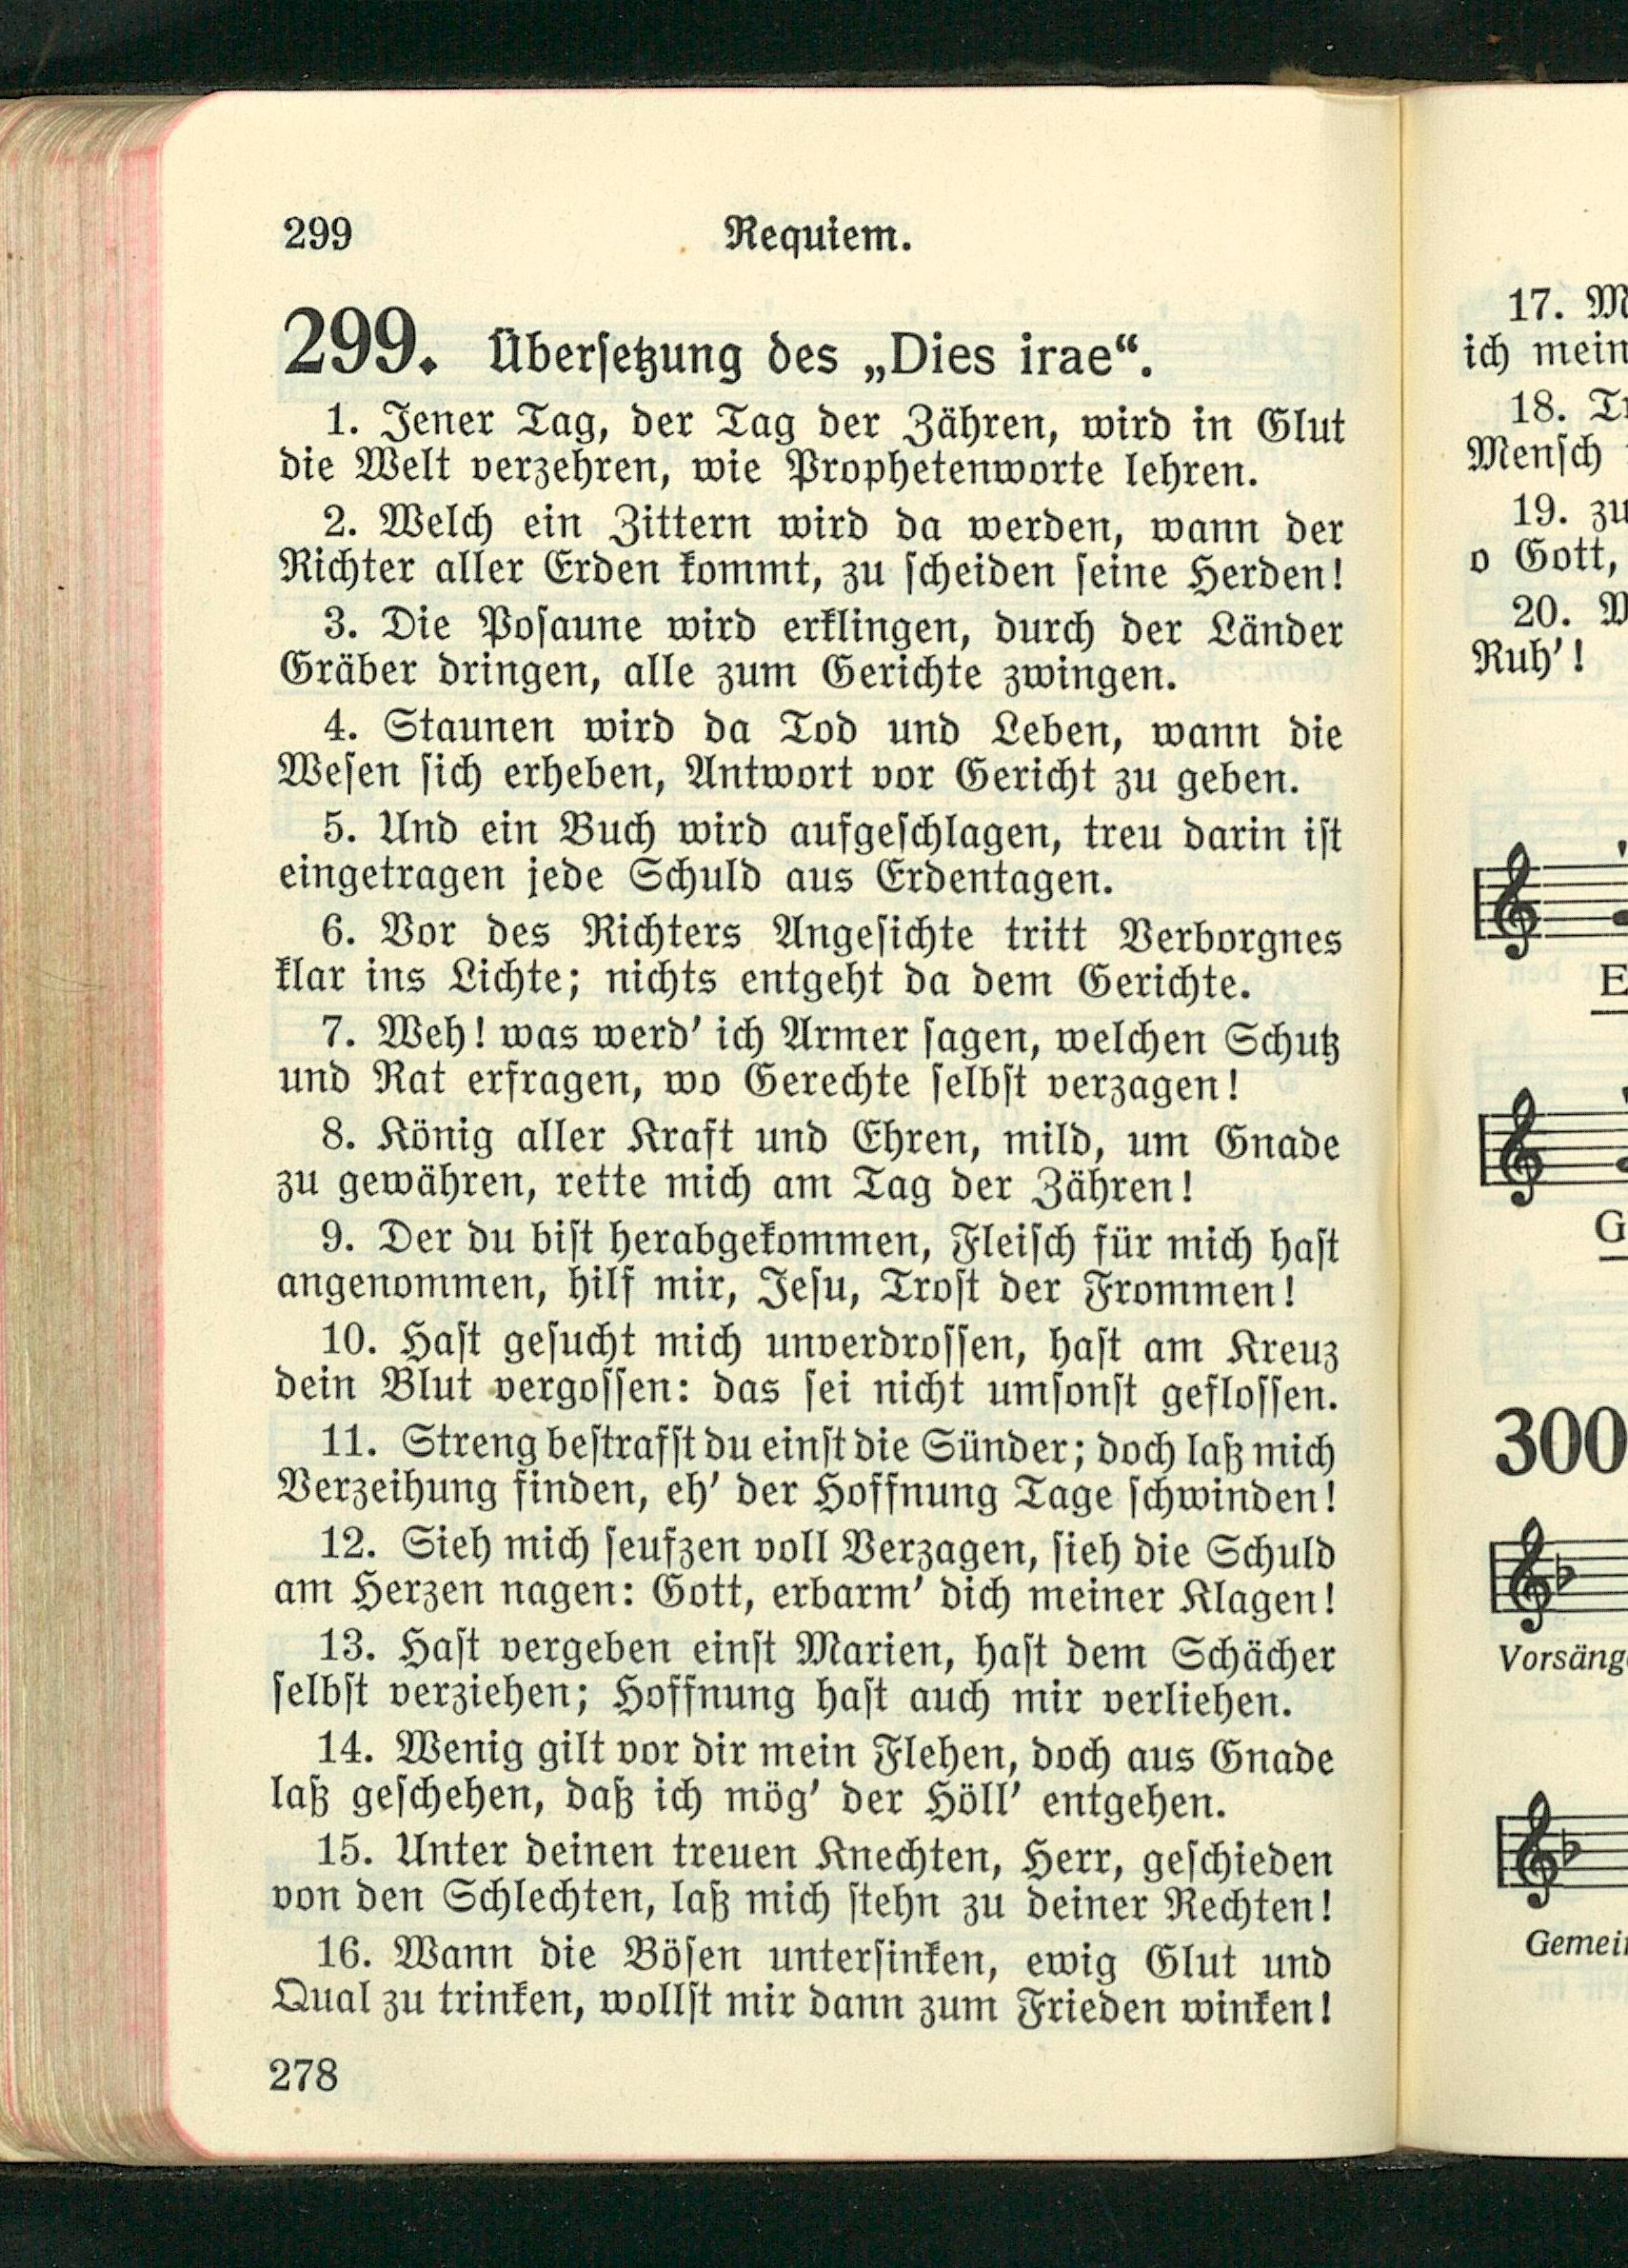 299 Requiem.
299. Übersetzung des „Dies irae“.
1. Jener Tag, der Tag der Zähren, wird in Glut
die Welt verzehren, wie Prophetenworte lehren.
2. Welch ein Zittern wird da werden, wann der
Richter aller Erden kommt, zu scheiden seine Herden!
3. Die Posaune wird erklingen, durch der Länder
Gräber dringen, alle zum Gerichte zwingen.
4. Staunen wird da Tod und Leben, wann die
Wesen sich erheben, Antwort vor Gericht zu geben.
5. Und ein Buch wird aufgeschlagen, treu darin ist
eingetragen jede Schuld aus Erdentagen.
6. Vor des Richters Angesichte tritt Verborgnes
klar ins Lichte; nichts entgeht da dem Gerichte.
7. Weh! was werd' ich Armer sagen, welchen Schutz
und Rat erfragen, wo Gerechte selbst verzagen!
8. König aller Kraft und Ehren, mild, um Gnade
zu gewähren, rette mich am Tag der Zähren!
9. Der du bist herabgekommen, Fleisch für mich hast
angenommen, hilf mir, Jesu, Trost der Frommen!
10. Hast gesucht mich unverdrossen, hast am Kreuz
dein Blut vergossen: das sei nicht umsonst geflossen.
11. Streng bestrafst du einst die Sünder; doch laß mich
Verzeihung finden, eh' der Hoffnung Tage schwinden!
12. Sieh mich seufzen voll Verzagen, sieh die Schuld
am Herzen nagen: Gott, erbarm' dich meiner Klagen!
13. Hast vergeben einst Marien, hast dem Schächer
selbst verziehen; Hoffnung hast auch mir verliehen.
14. Wenig gilt vor dir mein Flehen, doch aus Gnade
laß geschehen, daß ich mög' der Höll' entgehen.
15. Unter deinen treuen Knechten, Herr, geschieden
von den Schlechten, laß mich stehn zu deiner Rechten!
16. Wann die Bösen untersinken, ewig Glut und
Qual zu trinken, wollst mir dann zum Frieden winken!
278
17.
ich mein
18.
Mensch
19. zu
o Gott,
20.
Ruh'!
E
G
300